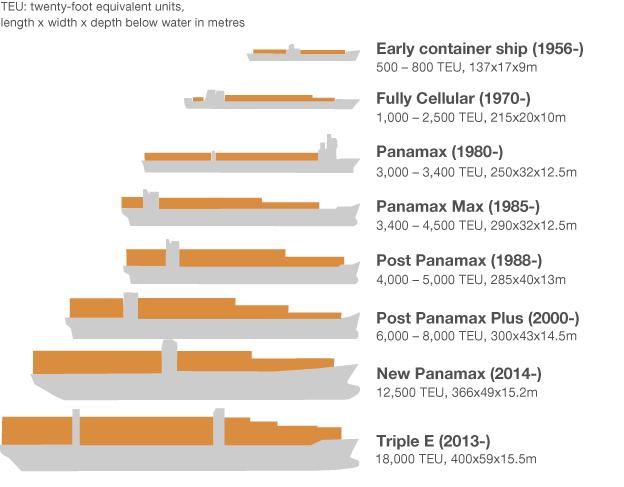 TEU: twenty-foot equivalent units,
length x width x depth below water in metres
Early container ship (1956-)
500 – 800 TEU, 137x17x9m
Fully Cellular (1970-)
1,000 – 2,500 TEU, 215x20x10m
Panamax (1980-)
3,000 – 3,400 TEU, 250x32x12.5m
Panamax Max (1985-)
3,400 – 4,500 TEU, 290x32x12.5m
Post Panamax (1988-)
4,000 – 5,000 TEU, 285x40x13m
Post Panamax Plus (2000-)
6,000 – 8,000 TEU, 300x43x14.5m
New Panamax (2014-)
12,500 TEU, 366x49x15.2m
Triple E (2013-)
18,000 TEU, 400x59x15.5m